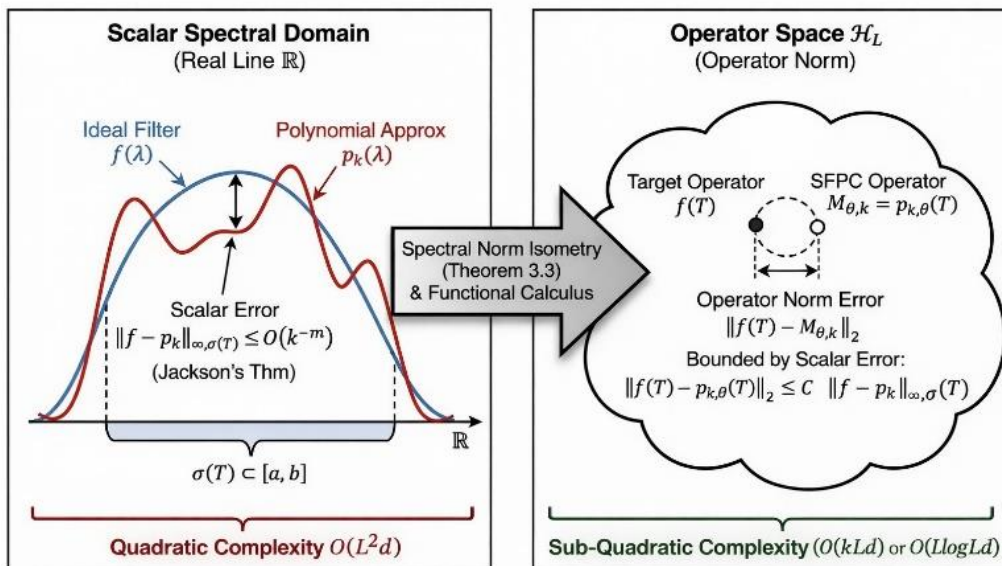 Scalar Spectral Domain
(Real Line ℝ)
Ideal Filter
f(λ)
Polynomial Approx
p_k(λ)
Scalar Error
‖f − p_k‖_{∞,σ(T)} ≤ O(k^{−m})
(Jackson's Thm)
ℝ
σ(T) ⊂ [a, b]
Quadratic Complexity O(L²d)
Spectral Norm Isometry
(Theorem 3.3)
& Functional Calculus
Operator Space ℋ_L
(Operator Norm)
Target Operator
f(T)
SFPC Operator
M_{θ,k} = p_{k,θ}(T)
Operator Norm Error
‖f(T) − M_{θ,k}‖₂
Bounded by Scalar Error:
‖f(T) − p_{k,θ}(T)‖₂ ≤ C ‖f − p_k‖_{∞,σ}(T)
Sub-Quadratic Complexity (O(kLd) or O(LlogLd)